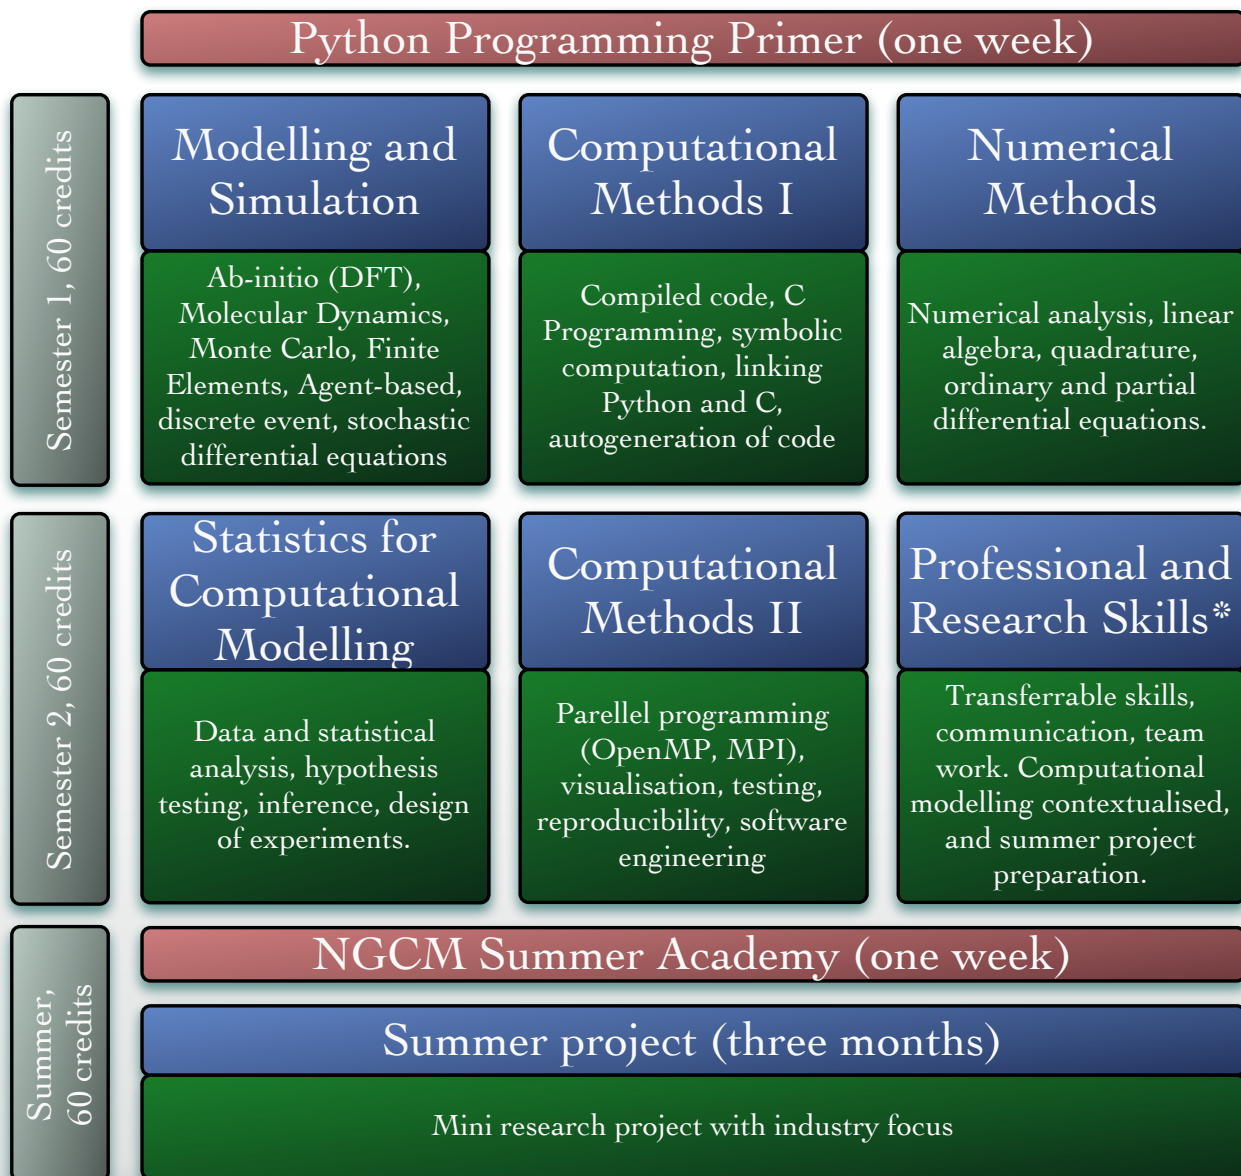 Python Programming Primer (one week)
Semester 1, 60 credits
Modelling and
Simulation
Ab-initio (DFT),
Molecular Dynamics,
Monte Carlo, Finite
Elements, Agent-based,
discrete event, stochastic
differential equations
Computational
Methods I
Compiled code, C
Programming, symbolic
computation, linking
Python and C,
autogeneration of code
Numerical
Methods
Numerical analysis, linear
algebra, quadrature,
ordinary and partial
differential equations.
Semester 2, 60 credits
Statistics for
Computational
Modelling
Data and statistical
analysis, hypothesis
testing, inference, design
of experiments.
Computational
Methods II
Parellel programming
(OpenMP, MPI),
visualisation, testing,
reproducibility, software
engineering
Professional and
Research Skills*
Transferrable skills,
communication, team
work. Computational
modelling contextualised,
and summer project
preparation.
Summer,
60 credits
NGCM Summer Academy (one week)
Summer project (three months)
Mini research project with industry focus